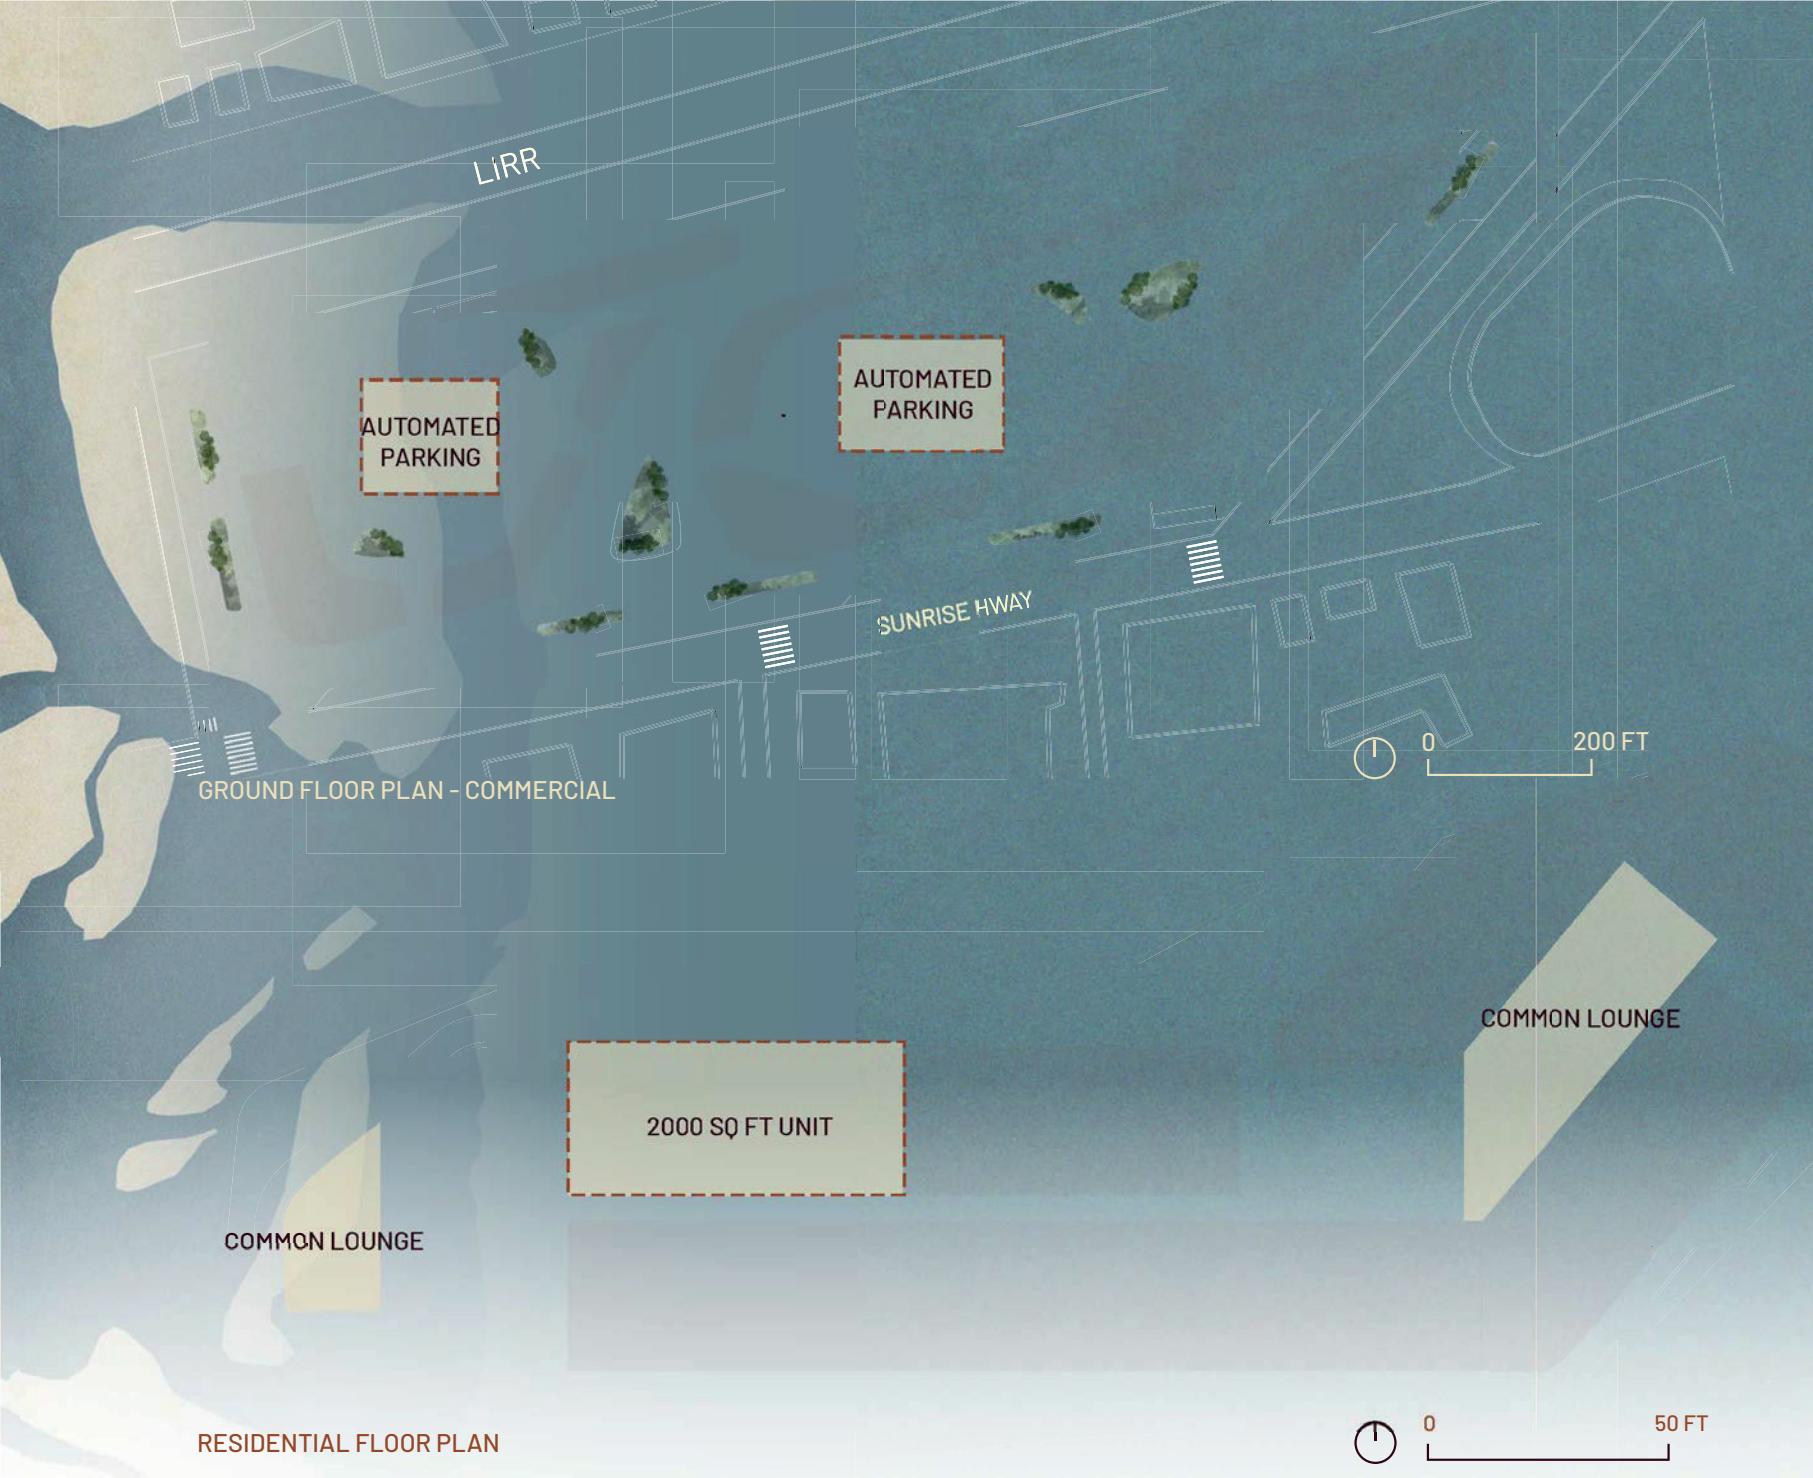 LIRR
AUTOMATED
PARKING
AUTOMATED
PARKING
SUNRISE HWAY
0
200 FT
GROUND FLOOR PLAN - COMMERCIAL
COMMON LOUNGE
2000 SQ FT UNIT
COMMON LOUNGE
RESIDENTIAL FLOOR PLAN
0
50 FT